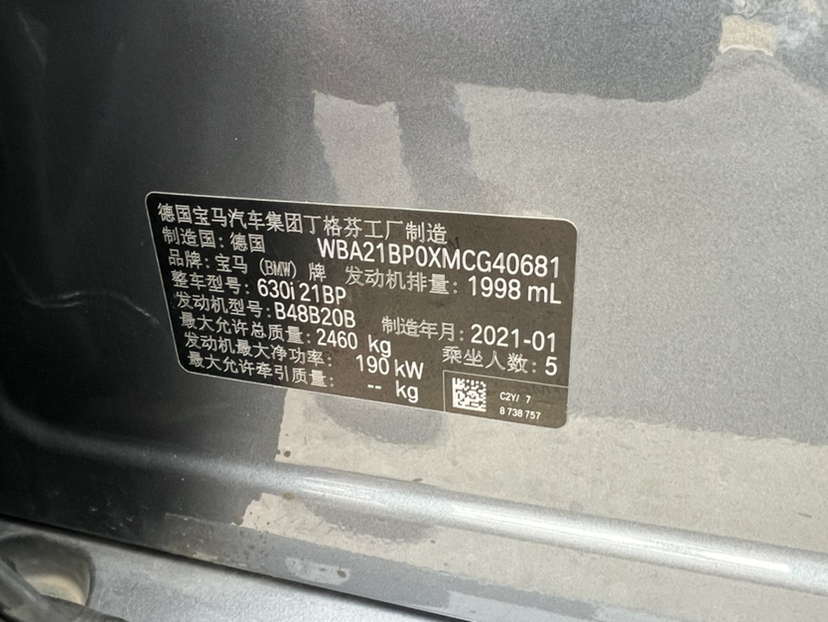 德国宝马汽车集团丁格芬工厂制造
制造国：德国 WBA21BP0XMCG40681
品牌：宝马（BMW）牌 发动机排量：1998 mL
整车型号：630i 21BP
发动机型号：B48B20B 制造年月：2021-01
最大允许总质量：2460 kg 乘坐人数：5
发动机最大净功率：190 kW
最大允许牵引质量：-- kg
C2Y/ 7
8 738 757